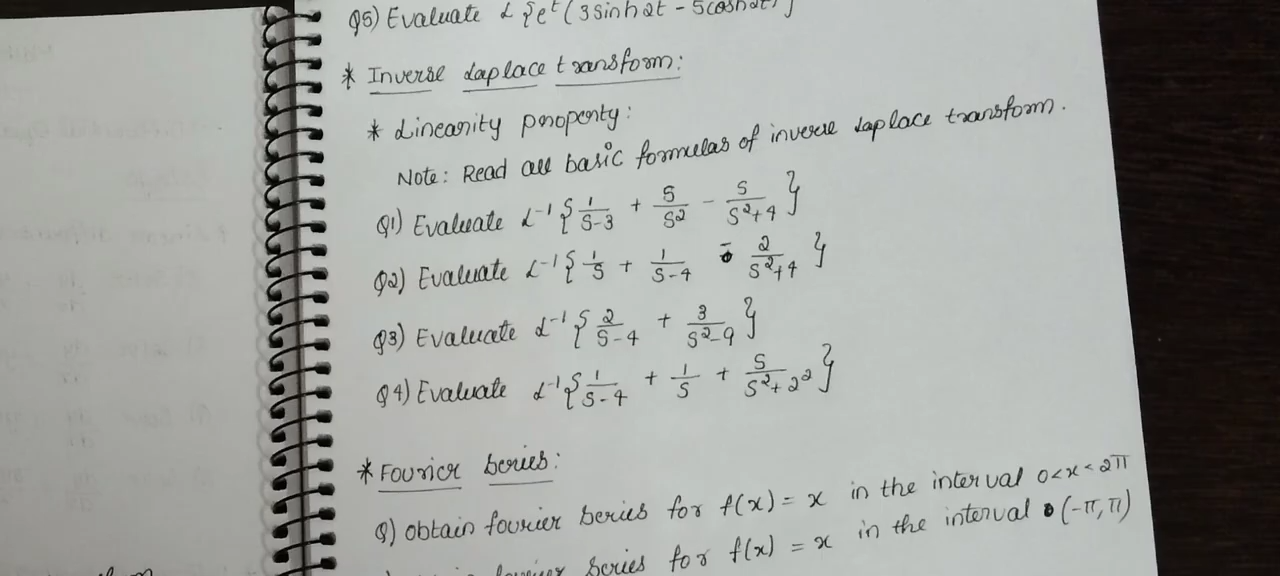 Q5) Evaluate L {e^t (3sinh2t - 5cosh2t)}
* Inverse Laplace transform:
* Linearity property:
Note: Read all basic formulas of inverse Laplace transform.
Q1) Evaluate L^-1 { 1/(S-3) + 5/S^2 - S/(S^2+4) }
Q2) Evaluate L^-1 { 1/S + 1/(S-4) - 2/(S^2+4) }
Q3) Evaluate L^-1 { 2/(S-4) + 3/(S^2-9) }
Q4) Evaluate L^-1 { 1/(S-4) + 1/S + S/(S^2+2^2) }
* Fourier Series:
Q) Obtain fourier Series for f(x) = x in the interval 0<x<2π
fourier Series for f(x) = x in the interval (-π, π)